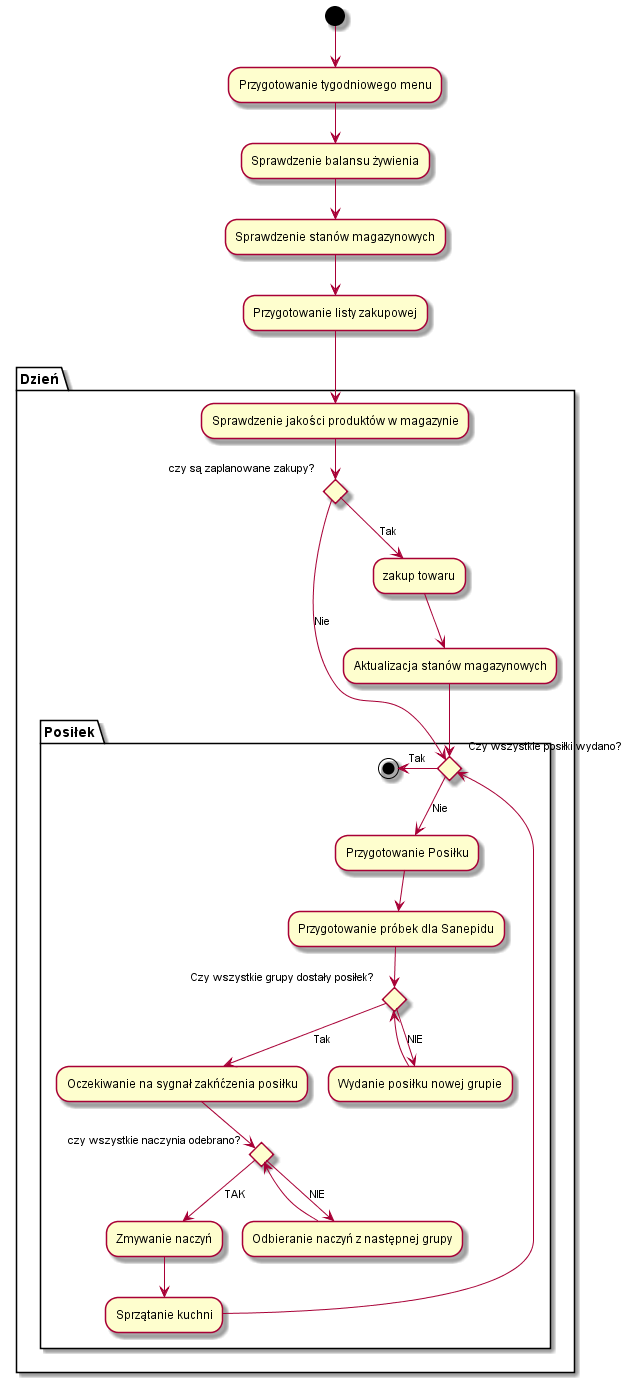 Przygotowanie tygodniowego menu
Sprawdzenie balansu żywienia
Sprawdzenie stanów magazynowych
Przygotowanie listy zakupowej
Dzień
Sprawdzenie jakości produktów w magazynie
czy są zaplanowane zakupy?
Tak
zakup towaru
Nie
Aktualizacja stanów magazynowych
Posiłek
Czy wszystkie posiłki wydano?
Tak
Nie
Przygotowanie Posiłku
Przygotowanie próbek dla Sanepidu
Czy wszystkie grupy dostały posiłek?
Tak
NIE
Oczekiwanie na sygnał zakńczenia posiłku
Wydanie posiłku nowej grupie
czy wszystkie naczynia odebrano?
TAK
NIE
Zmywanie naczyń
Odbieranie naczyń z następnej grupy
Sprzątanie kuchni